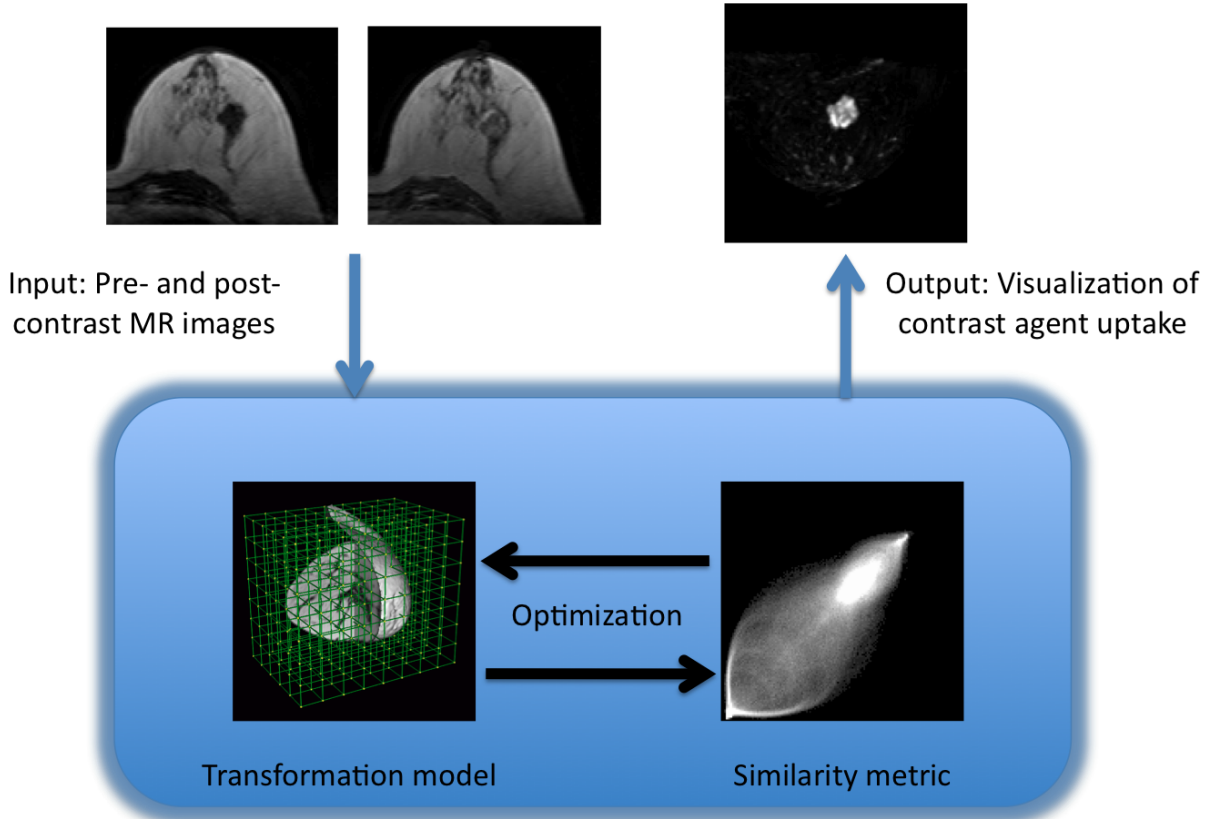 Input: Pre- and post-
contrast MR images
Output: Visualization of
contrast agent uptake
Optimization
Transformation model
Similarity metric